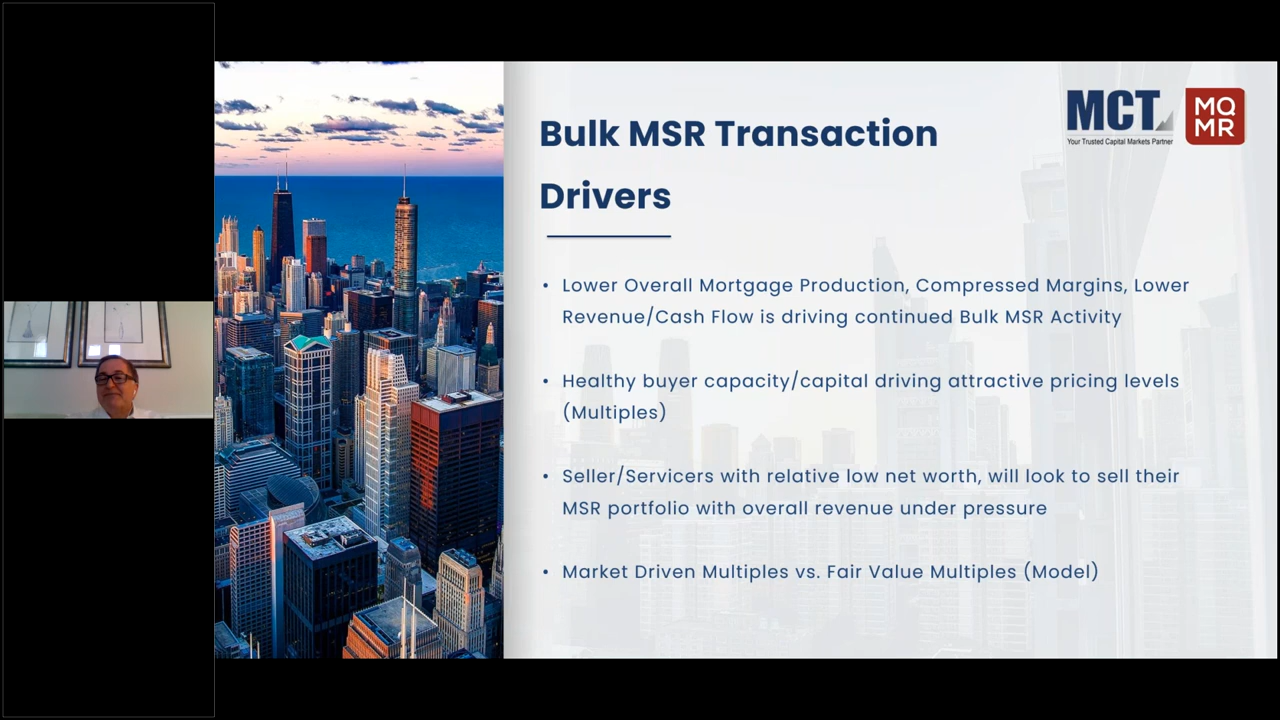 Bulk MSR Transaction
Drivers
MCT
Your Trusted Capital Markets Partner
MQ
MR
• Lower Overall Mortgage Production, Compressed Margins, Lower
Revenue/Cash Flow is driving continued Bulk MSR Activity
• Healthy buyer capacity/capital driving attractive pricing levels
(Multiples)
• Seller/Servicers with relative low net worth, will look to sell their
MSR portfolio with overall revenue under pressure
• Market Driven Multiples vs. Fair Value Multiples (Model)